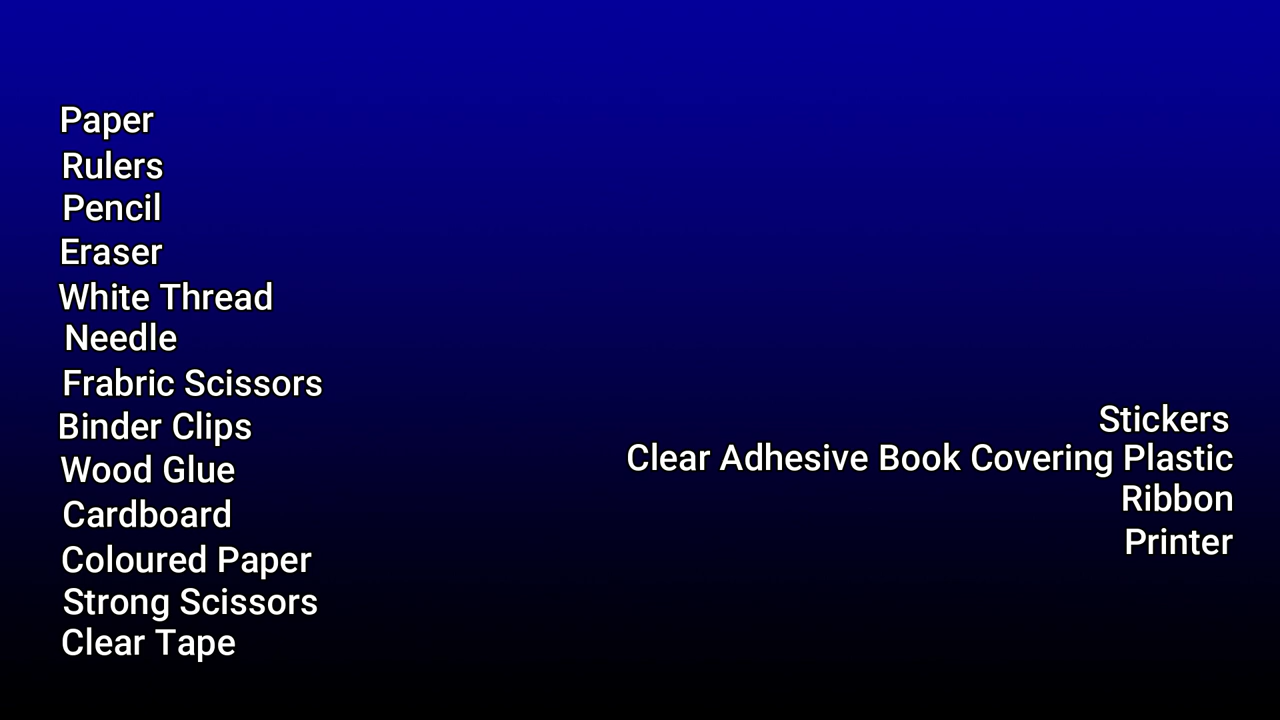 Paper
Rulers
Pencil
Eraser
White Thread
Needle
Frabric Scissors
Binder Clips
Wood Glue
Cardboard
Coloured Paper
Strong Scissors
Clear Tape
Stickers
Clear Adhesive Book Covering Plastic
Ribbon
Printer